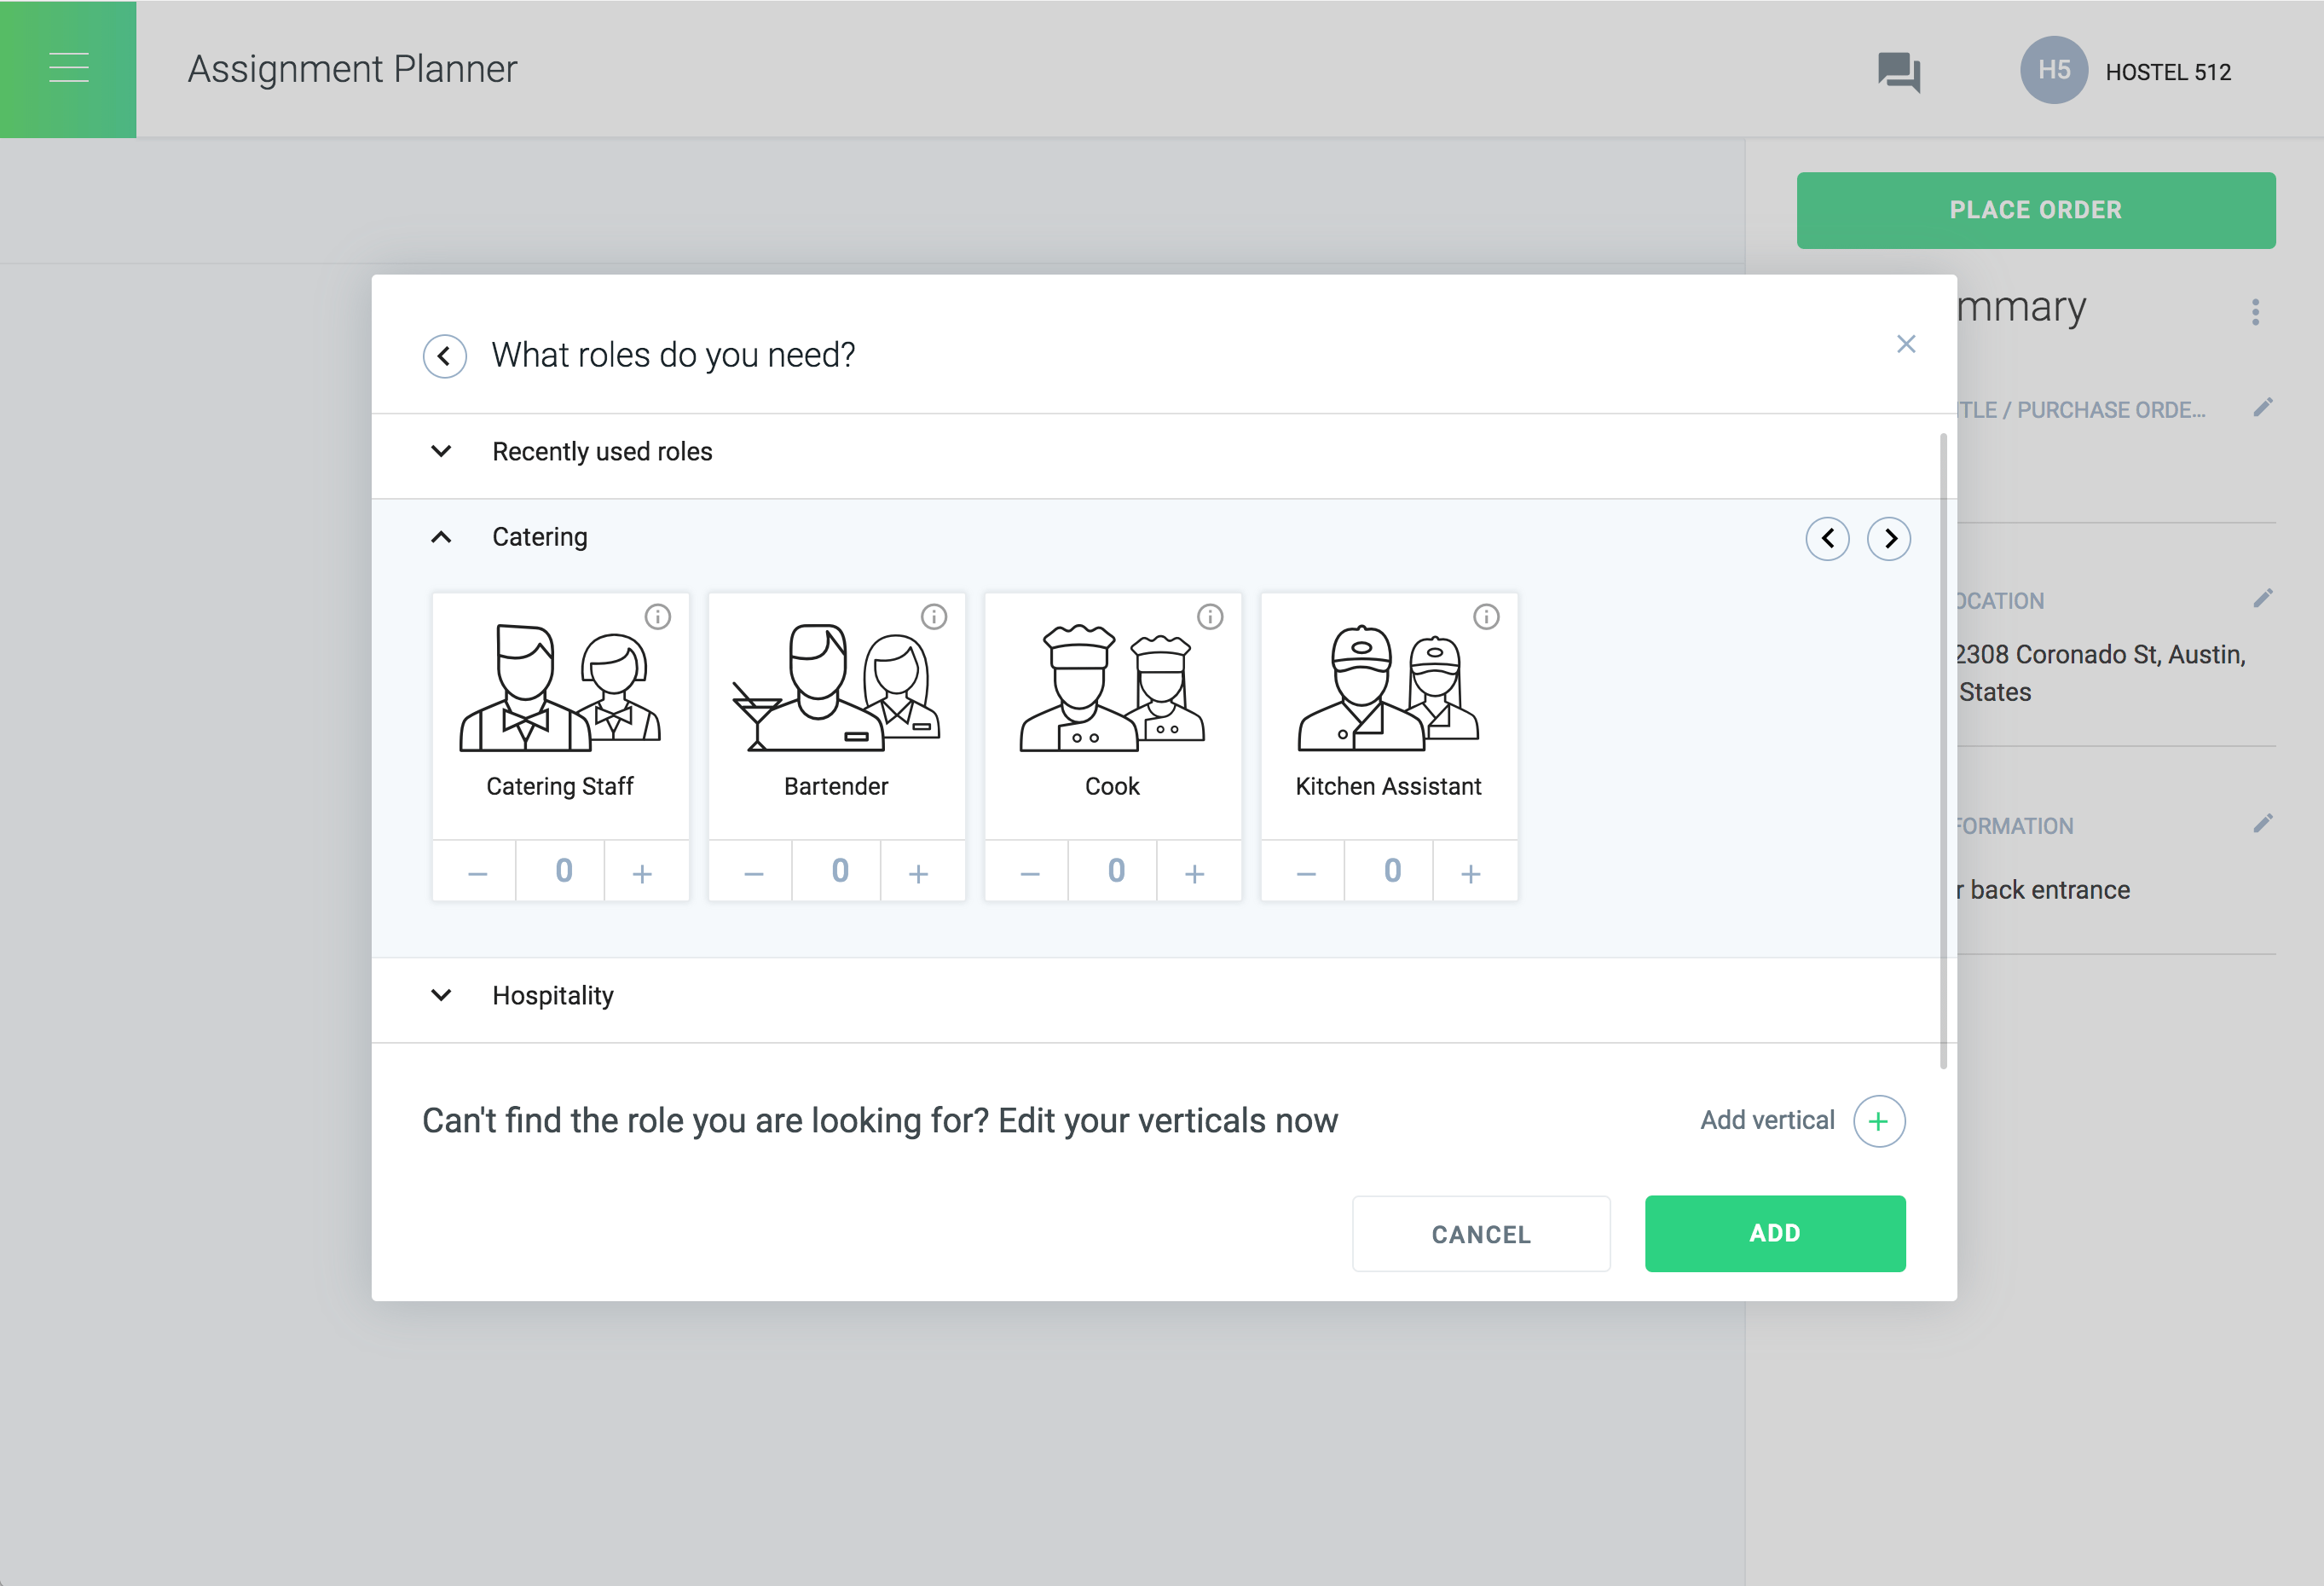 Assignment Planner
H5
HOSTEL 512
PLACE ORDER
mmary
What roles do you need?
TLE / PURCHASE ORDE...
Recently used roles
Catering
OCATION
2308 Coronado St, Austin,
States
Catering Staff
Bartender
Cook
Kitchen Assistant
FORMATION
– 0 +
– 0 +
– 0 +
– 0 +
r back entrance
Hospitality
Can't find the role you are looking for? Edit your verticals now
Add vertical +
CANCEL
ADD